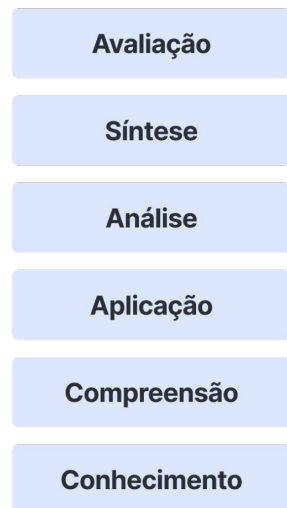 Avaliação
Síntese
Análise
Aplicação
Compreensão
Conhecimento